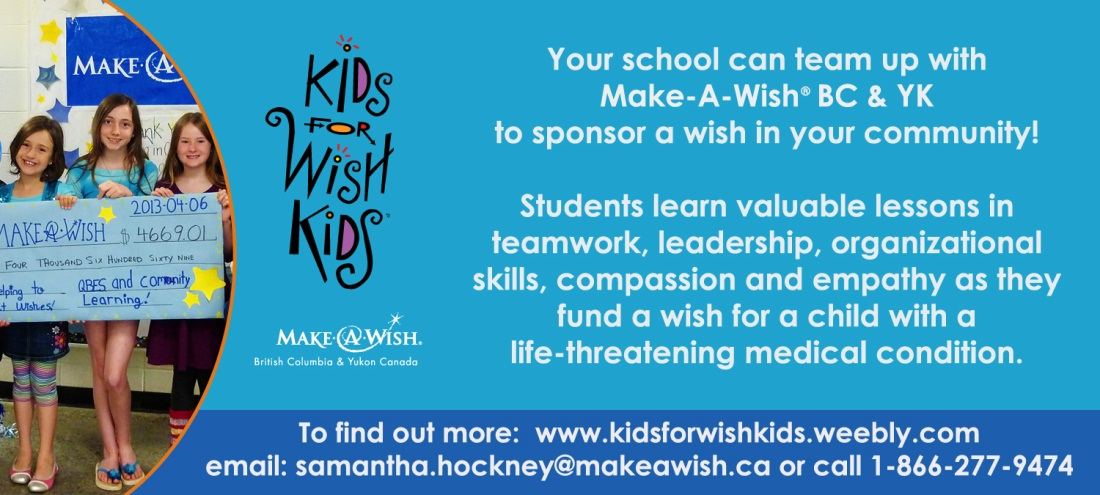 MAKE-A
2013-04-06
MAKE-A-WISH $ 4669.01
FOUR THOUSAND SIX HUNDRED SIXTY NINE
QBES and Comunity
Learning!
Wishes!
KIDS
FOR
WISH
KIDS™
MAKE-A-WISH®
British Columbia & Yukon Canada
Your school can team up with
Make-A-Wish® BC & YK
to sponsor a wish in your community!
Students learn valuable lessons in
teamwork, leadership, organizational
skills, compassion and empathy as they
fund a wish for a child with a
life-threatening medical condition.
To find out more: www.kidsforwishkids.weebly.com
email: samantha.hockney@makeawish.ca or call 1-866-277-9474